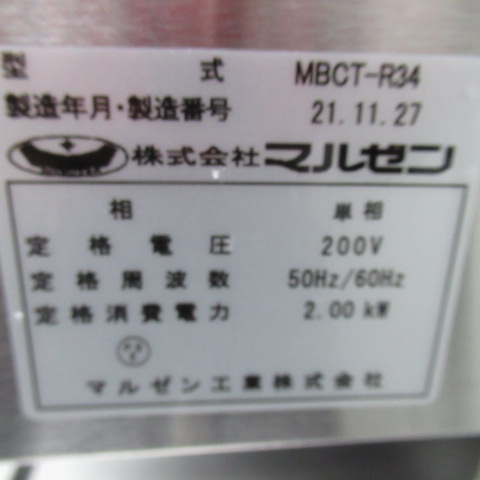 型式 MBCT-R34
製造年月・製造番号 21.11.27
株式会社マルゼン
相 単相
定格電圧 200V
定格周波数 50Hz/60Hz
定格消費電力 2.00kW
マルゼン工業株式会社